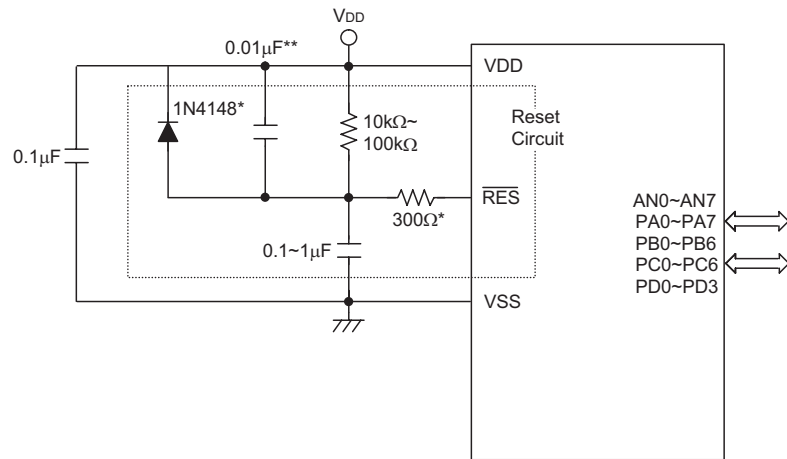 VDD
0.01μF**
VDD
1N4148*
10kΩ~
100kΩ
Reset
Circuit
0.1μF
RES
300Ω*
0.1~1μF
VSS
AN0~AN7
PA0~PA7
PB0~PB6
PC0~PC6
PD0~PD3